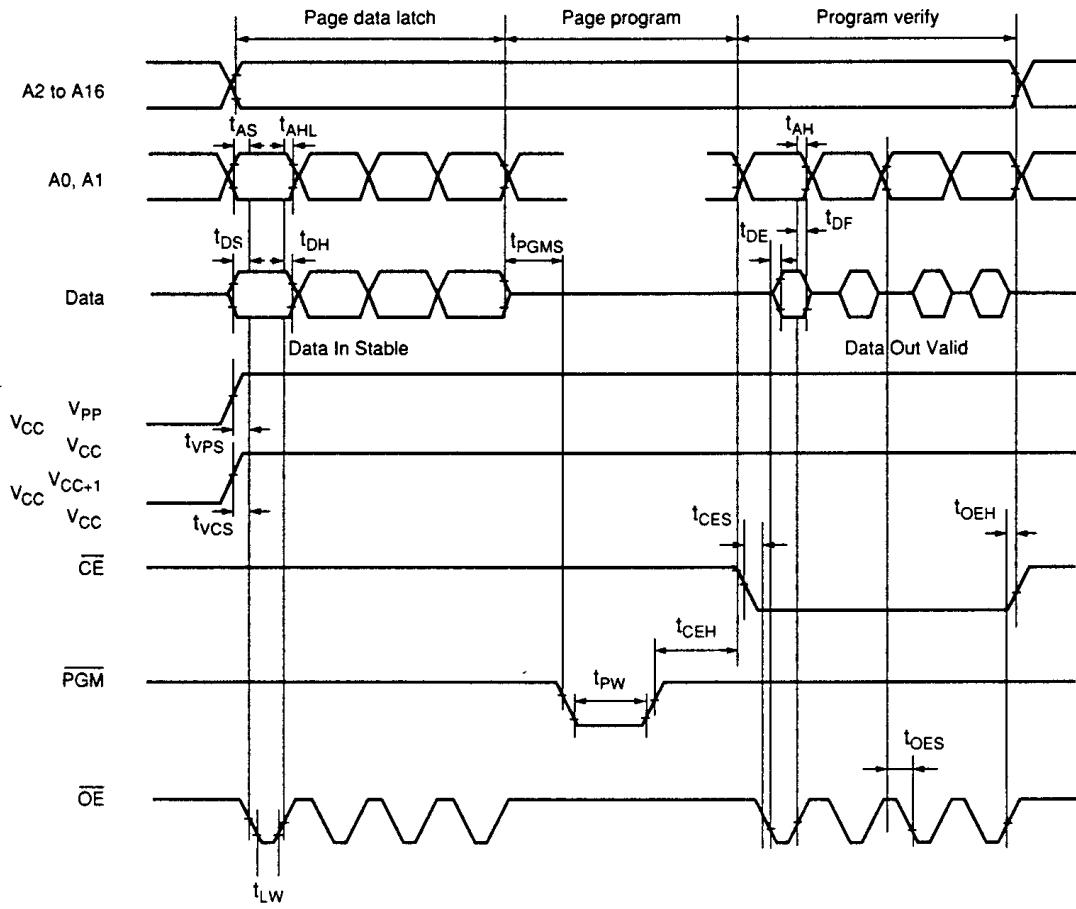 Page data latch Page program Program verify
A2 to A16
tAS tAHL tAH
A0, A1
tDS tDH tPGMS tDE tDF
Data
Data In Stable Data Out Valid
VPP
VCC
tVPS VCC
VCC+1
VCC
tVCS VCC
tCES tOEH
CE
tCEH
PGM
tPW
tOES
OE
tLW